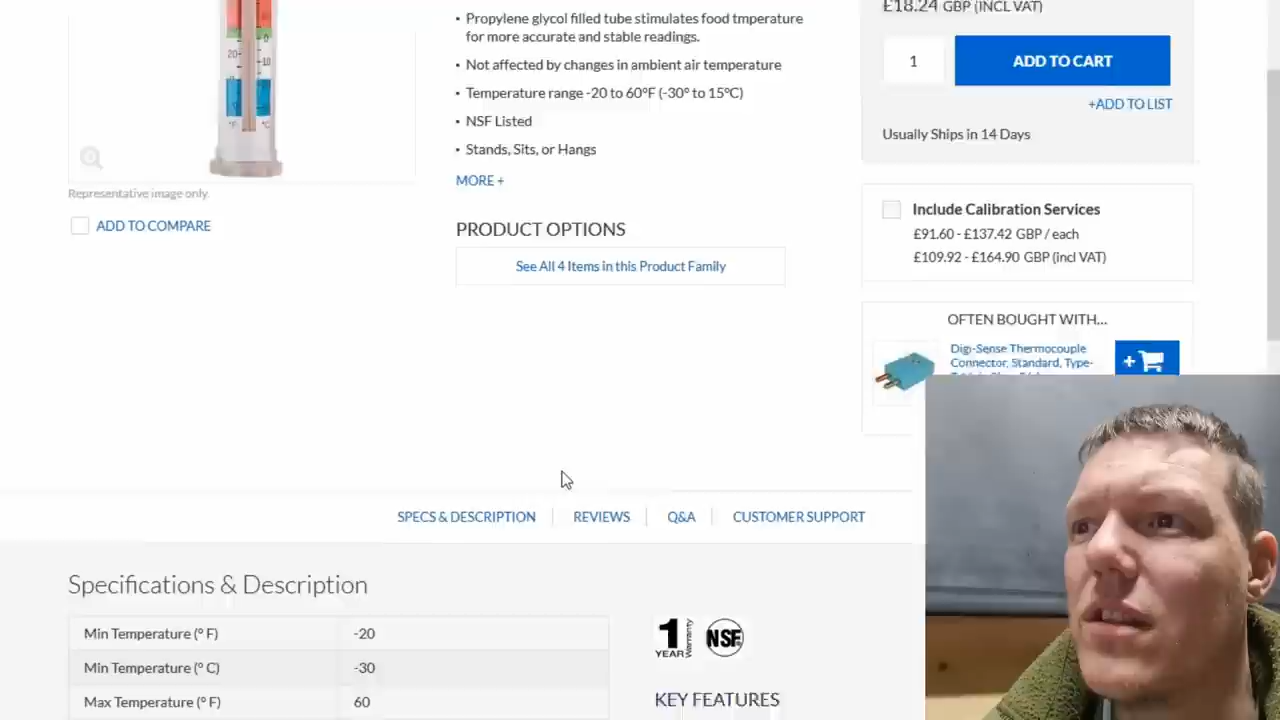 • Propylene glycol filled tube stimulates food tmperature
for more accurate and stable readings.
• Not affected by changes in ambient air temperature
• Temperature range -20 to 60°F (-30° to 15°C)
• NSF Listed
• Stands, Sits, or Hangs
MORE +
Representative image only.
ADD TO COMPARE
PRODUCT OPTIONS
See All 4 Items in this Product Family
£18.24 GBP (INCL VAT)
1
ADD TO CART
+ADD TO LIST
Usually Ships in 14 Days
Include Calibration Services
£91.60 - £137.42 GBP / each
£109.92 - £164.90 GBP (incl VAT)
OFTEN BOUGHT WITH...
Digi-Sense Thermocouple
Connector, Standard, Type-
+
SPECS & DESCRIPTION
REVIEWS
Q&A
CUSTOMER SUPPORT
Specifications & Description
Min Temperature (° F) -20
Min Temperature (° C) -30
Max Temperature (° F) 60
1 YEAR Warranty
NSF
KEY FEATURES
20
10
0
°F °C